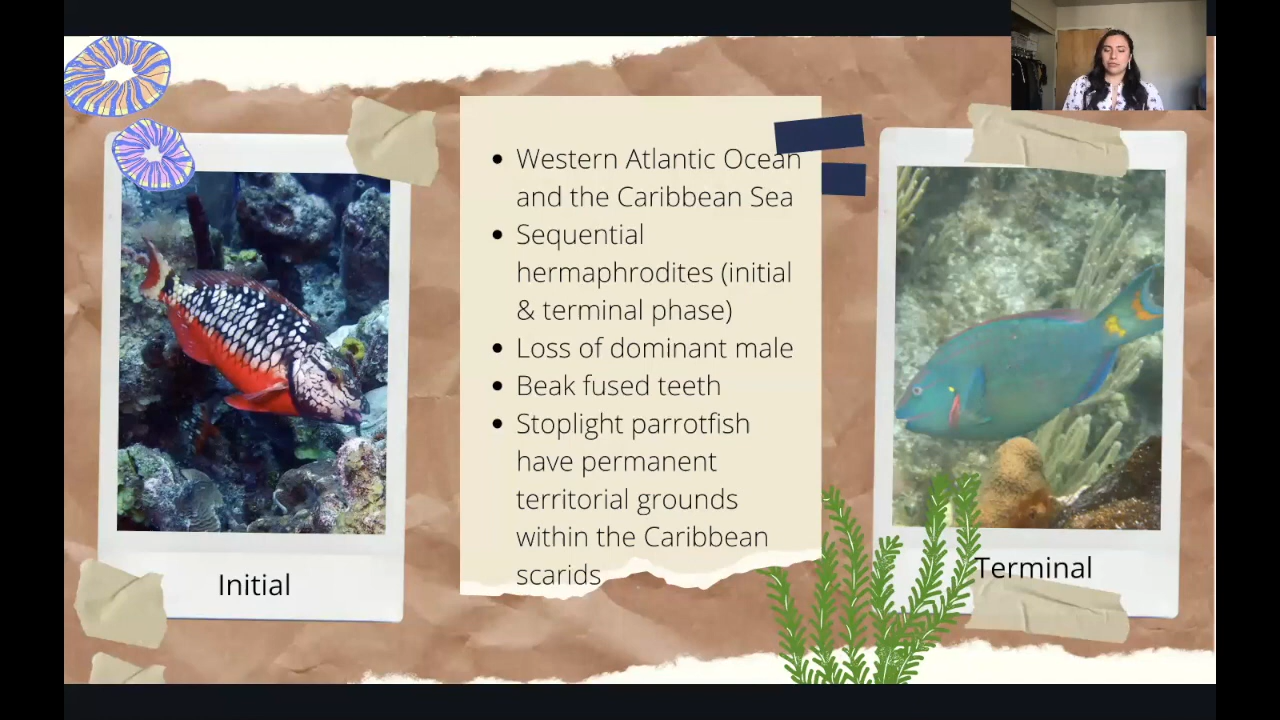 Western Atlantic Ocean
and the Caribbean Sea
Sequential
hermaphrodites (initial
& terminal phase)
Loss of dominant male
Beak fused teeth
Stoplight parrotfish
have permanent
territorial grounds
within the Caribbean
scarids
Initial
Terminal